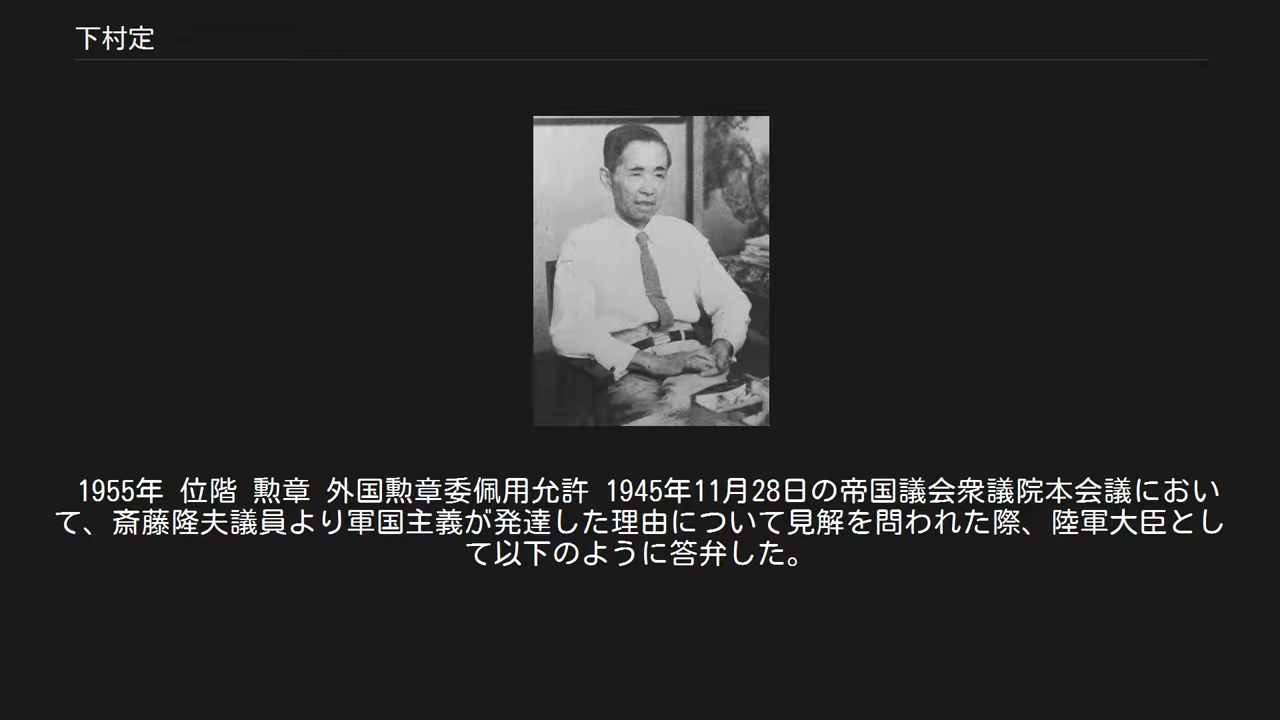 下村定
1955年 位階 勲章 外国勲章委佩用允許 1945年11月28日の帝国議会衆議院本会議におい
て、斎藤隆夫議員より軍国主義が発達した理由について見解を問われた際、陸軍大臣とし
て以下のように答弁した。